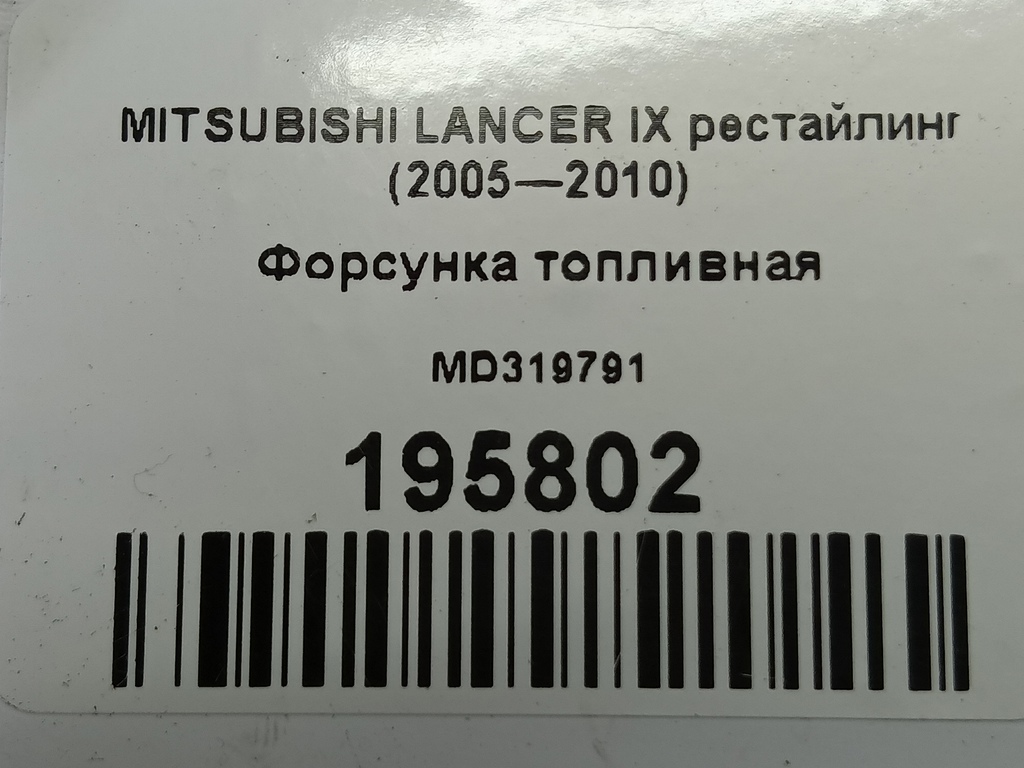 MITSUBISHI LANCER IX рестайлинг
(2005—2010)
Форсунка топливная
MD319791
195802